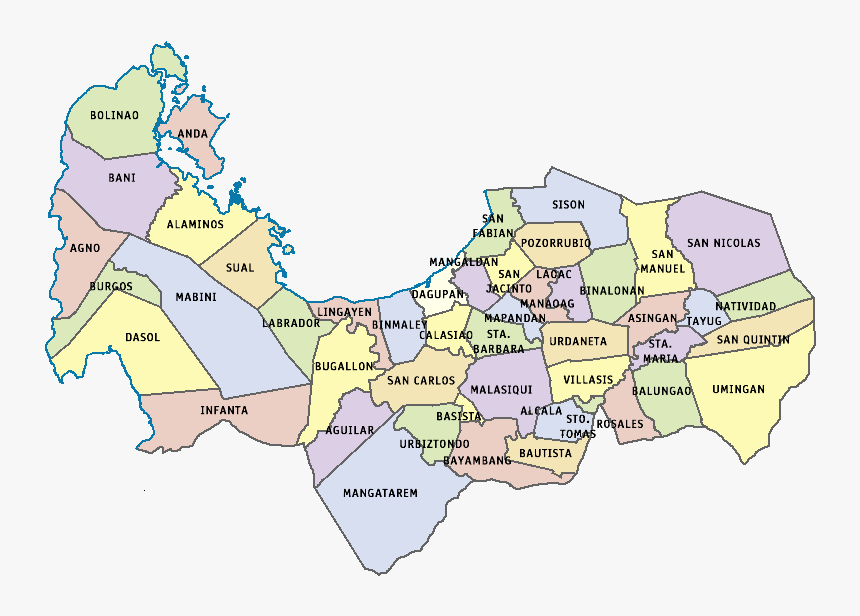 BOLINAO
ANDA
BANI
ALAMINOS
AGNO
SUAL
BURGOS
MABINI
DASOL
LABRADOR
INFANTA
LINGAYEN
BINMALEY
BUGALLON
AGUILAR
MANGATAREM
SAN CARLOS
URBIZTONDO
BASISTA
BAYAMBANG
DAGUPAN
CALASIAO
MANGALDAN
SAN
FABIAN
SISON
POZORRUBIO
SAN
JACINTO
LAOAC
MANAOAG
MAPANDAN
STA.
BARBARA
MALASIQUI
URDANETA
BINALONAN
VILLASIS
ALCALA
STO.
TOMAS
BAUTISTA
ROSALES
SAN
MANUEL
SAN NICOLAS
ASINGAN
TAYUG
NATIVIDAD
SAN QUINTIN
STA.
MARIA
BALUNGAO
UMINGAN